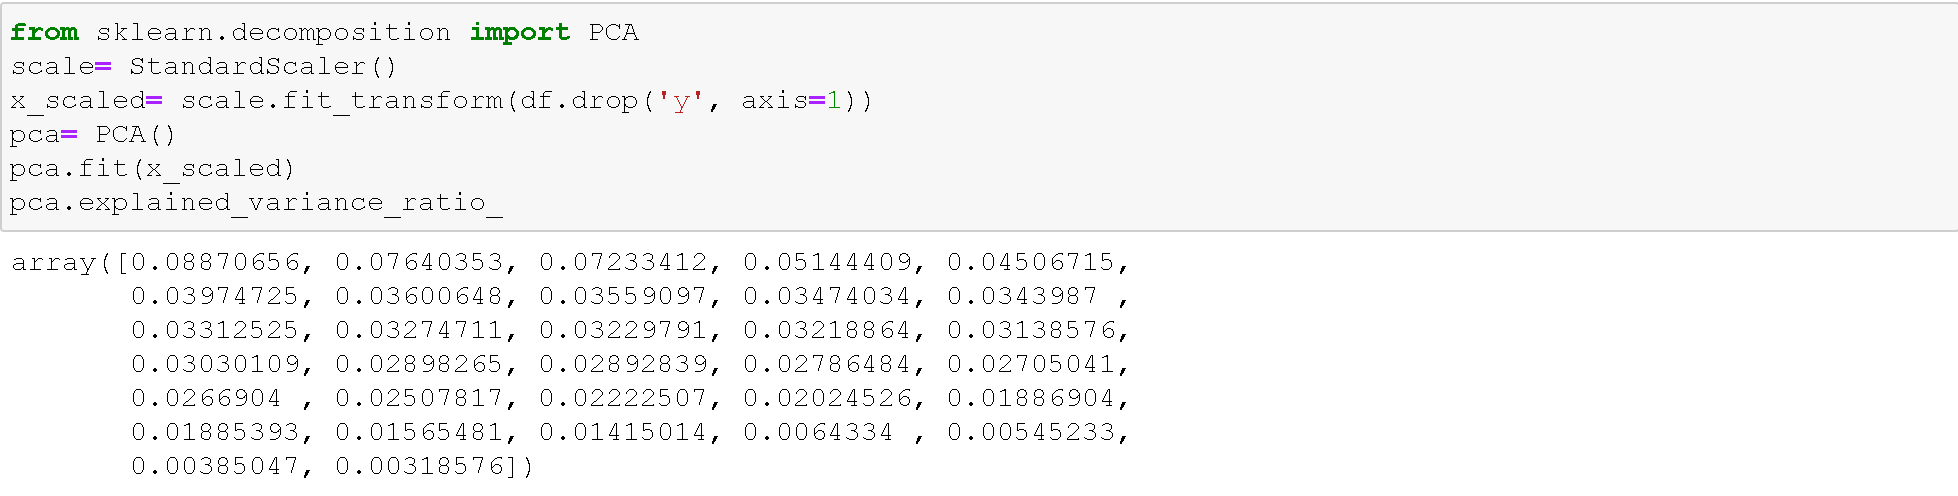 from sklearn.decomposition import PCA
scale= StandardScaler()
x_scaled= scale.fit_transform(df.drop('y', axis=1))
pca= PCA()
pca.fit(x_scaled)
pca.explained_variance_ratio_
array([0.08870656, 0.07640353, 0.07233412, 0.05144409, 0.04506715,
       0.03974725, 0.03600648, 0.03559097, 0.03474034, 0.0343987 ,
       0.03312525, 0.03274711, 0.03229791, 0.03218864, 0.03138576,
       0.03030109, 0.02898265, 0.02892839, 0.02786484, 0.02705041,
       0.0266904 , 0.02507817, 0.02222507, 0.02024526, 0.01886904,
       0.01885393, 0.01565481, 0.01415014, 0.0064334 , 0.00545233,
       0.00385047, 0.00318576])